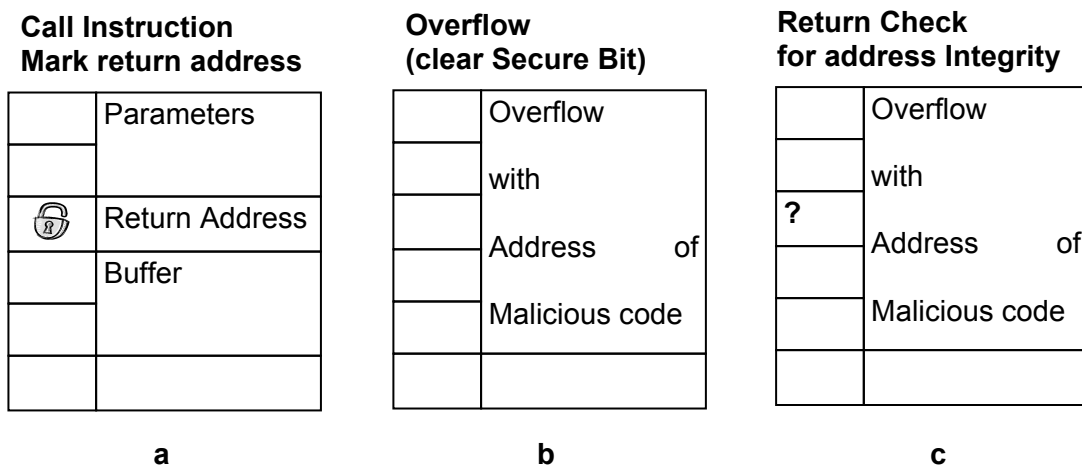 Call Instruction
Mark return address
Parameters
Return Address
Buffer
a
Overflow
(clear Secure Bit)
Overflow
with
Address of
Malicious code
b
Return Check
for address Integrity
Overflow
with
?
Address of
Malicious code
c